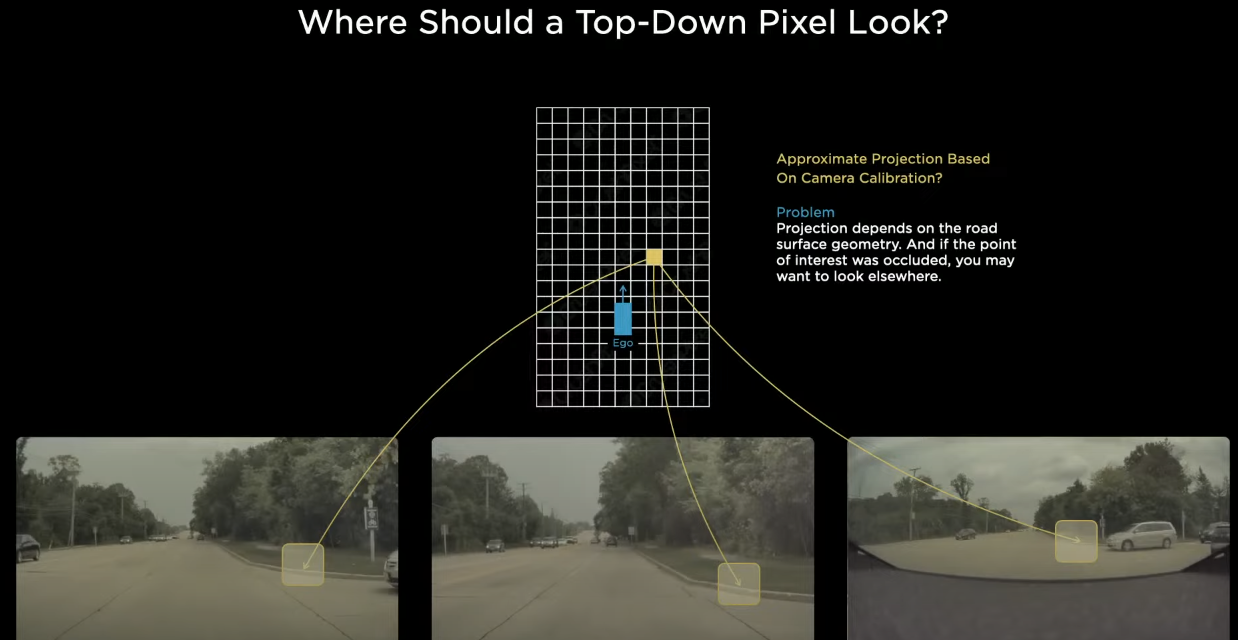 Where Should a Top-Down Pixel Look?
Approximate Projection Based
On Camera Calibration?
Problem
Projection depends on the road
surface geometry. And if the point
of interest was occluded, you may
want to look elsewhere.
Ego